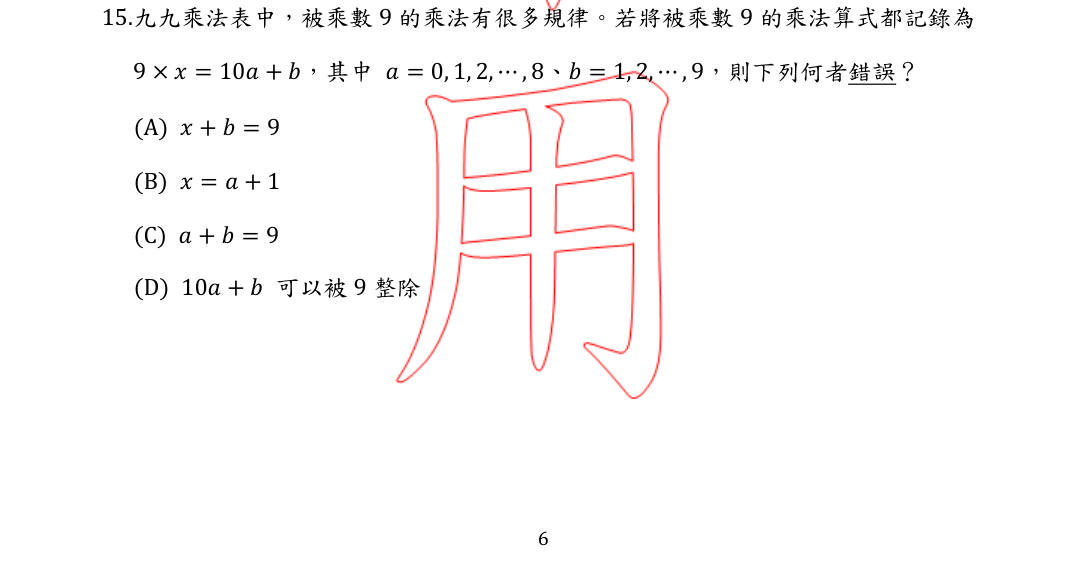 15.九九乘法表中，被乘數 9 的乘法有很多規律。若將被乘數 9 的乘法算式都記錄為
9 × x = 10a + b，其中 a = 0, 1, 2, ⋯ , 8、b = 1, 2, ⋯ , 9，則下列何者錯誤？
(A) x + b = 9
(B) x = a + 1
(C) a + b = 9
(D) 10a + b 可以被 9 整除
用
6